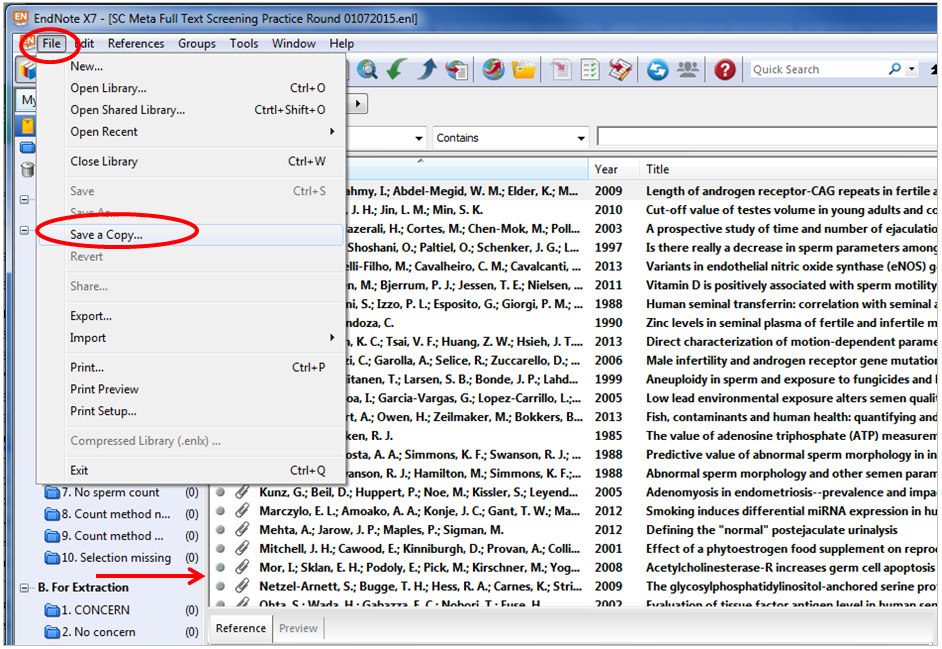 EndNote X7 - [SC Meta Full Text Screening Practice Round 01072015.enl]
File Edit References Groups Tools Window Help
New...
Open Library... Ctrl+O
Open Shared Library... Ctrtl+Shift+O
Open Recent
Close Library Ctrl+W
Save Ctrl+S
Save As...
Save a Copy...
Revert
Share...
Export...
Import
Print... Ctrl+P
Print Preview
Print Setup...
Compressed Library (.enlx) ...
Exit Ctrl+Q
Quick Search
My
Contains
Year Title
ahmy, I.; Abdel-Megid, W. M.; Elder, K.; M... 2009 Length of androgen receptor-CAG repeats in fertile a
, J. H.; Jin, L. M.; Min, S. K. 2010 Cut-off value of testes volume in young adults and co
azerali, H.; Cortes, M.; Chen-Mok, M.; Poll... 2003 A prospective study of time and number of ejaculatio
Shoshani, O.; Paltiel, O.; Schenker, J. G.; L... 1997 Is there really a decrease in sperm parameters among
elli-Filho, M.; Cavalheiro, C. M.; Cavalcanti, ... 2013 Variants in endothelial nitric oxide synthase (eNOS) g
en, M.; Bjerrum, P. J.; Jessen, T. E.; Nielsen, ... 2011 Vitamin D is positively associated with sperm motility
ni, S.; Izzo, P. L.; Esposito, G.; Giorgi, P. M.; ... 1988 Human seminal transferrin: correlation with seminal a
ndoza, C. 1990 Zinc levels in seminal plasma of fertile and infertile m
n, K. C.; Tsai, V. F.; Huang, Z. W.; Hsieh, J. T.... 2013 Direct characterization of motion-dependent parame
zi, C.; Garolla, A.; Selice, R.; Zuccarello, D.; ... 2006 Male infertility and androgen receptor gene mutation
itanen, T.; Larsen, S. B.; Bonde, J. P.; Lahd... 1999 Aneuploidy in sperm and exposure to fungicides and l
oa, I.; Garcia-Vargas, G.; Lopez-Carrillo, L.;... 2005 Low lead environmental exposure alters semen qualit
rt, A.; Owen, H.; Zeilmaker, M.; Bokkers, B... 2013 Fish, contaminants and human health: quantifying and
ken, R. J. 1985 The value of adenosine triphosphate (ATP) measurem
osta, A. A.; Simmons, K. F.; Swanson, R. J.; ... 1988 Predictive value of abnormal sperm morphology in in
vanson, R. J.; Hamilton, M.; Simmons, K. F.;... 1988 Abnormal sperm morphology and other semen param
7. No sperm count (0) Kunz, G.; Beil, D.; Huppert, P.; Noe, M.; Kissler, S.; Leyend... 2005 Adenomyosis in endometriosis--prevalence and impa
8. Count method n... (0) Marczylo, E. L.; Amoako, A. A.; Konje, J. C.; Gant, T. W.; Ma... 2012 Smoking induces differential miRNA expression in hu
9. Count method ... (0) Mehta, A.; Jarow, J. P.; Maples, P.; Sigman, M. 2012 Defining the "normal" postejaculate urinalysis
10. Selection missing (0) Mitchell, J. H.; Cawood, E.; Kinniburgh, D.; Provan, A.; Colli... 2001 Effect of a phytoestrogen food supplement on reprod
Mor, I.; Sklan, E. H.; Podoly, E.; Pick, M.; Kirschner, M.; Yog... 2008 Acetylcholinesterase-R increases germ cell apoptosis
B. For Extraction Netzel-Arnett, S.; Bugge, T. H.; Hess, R. A.; Carnes, K.; Stri... 2009 The glycosylphosphatidylinositol-anchored serine prot
1. CONCERN (0) Ohta, S.; Wada, H.; Gabazza, E. C.; Nobori, T.; Fuse, H. 2002 Evaluation of tissue factor antigen level in human sem
2. No concern (0) Reference Preview